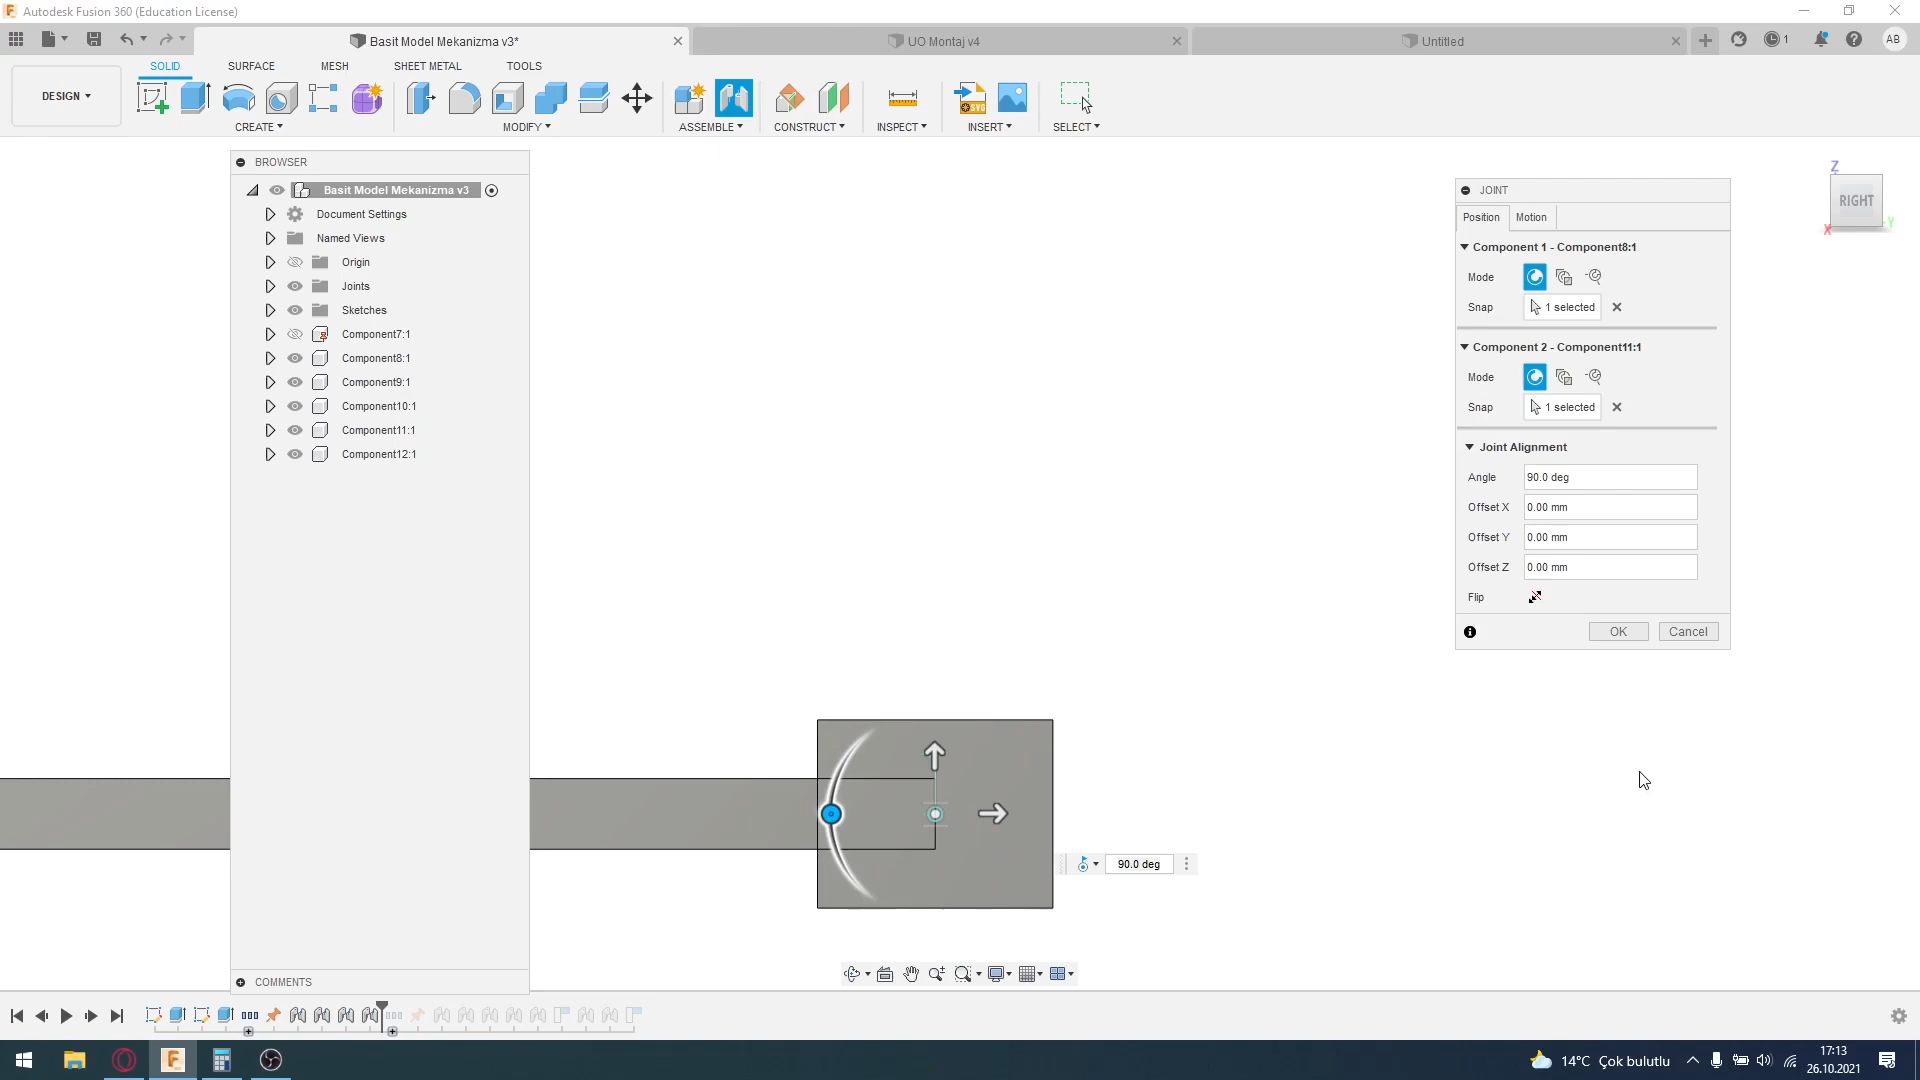 Autodesk Fusion 360 (Education License)
Basit Model Mekanizma v3*
UO Montaj v4
Untitled
1
AB
SOLID
SURFACE
MESH
SHEET METAL
TOOLS
DESIGN
CREATE
MODIFY
ASSEMBLE
CONSTRUCT
INSPECT
INSERT
SELECT
SVG
BROWSER
Basit Model Mekanizma v3
Document Settings
Named Views
Origin
Joints
Sketches
Component7:1
Component8:1
Component9:1
Component10:1
Component11:1
Component12:1
COMMENTS
Z
RIGHT
X
Y
JOINT
Position
Motion
Component 1 - Component8:1
Mode
Snap
1 selected
Component 2 - Component11:1
Mode
Snap
1 selected
Joint Alignment
Angle
90.0 deg
Offset X
0.00 mm
Offset Y
0.00 mm
Offset Z
0.00 mm
Flip
OK
Cancel
90.0 deg
14°C Çok bulutlu
17:13
26.10.2021